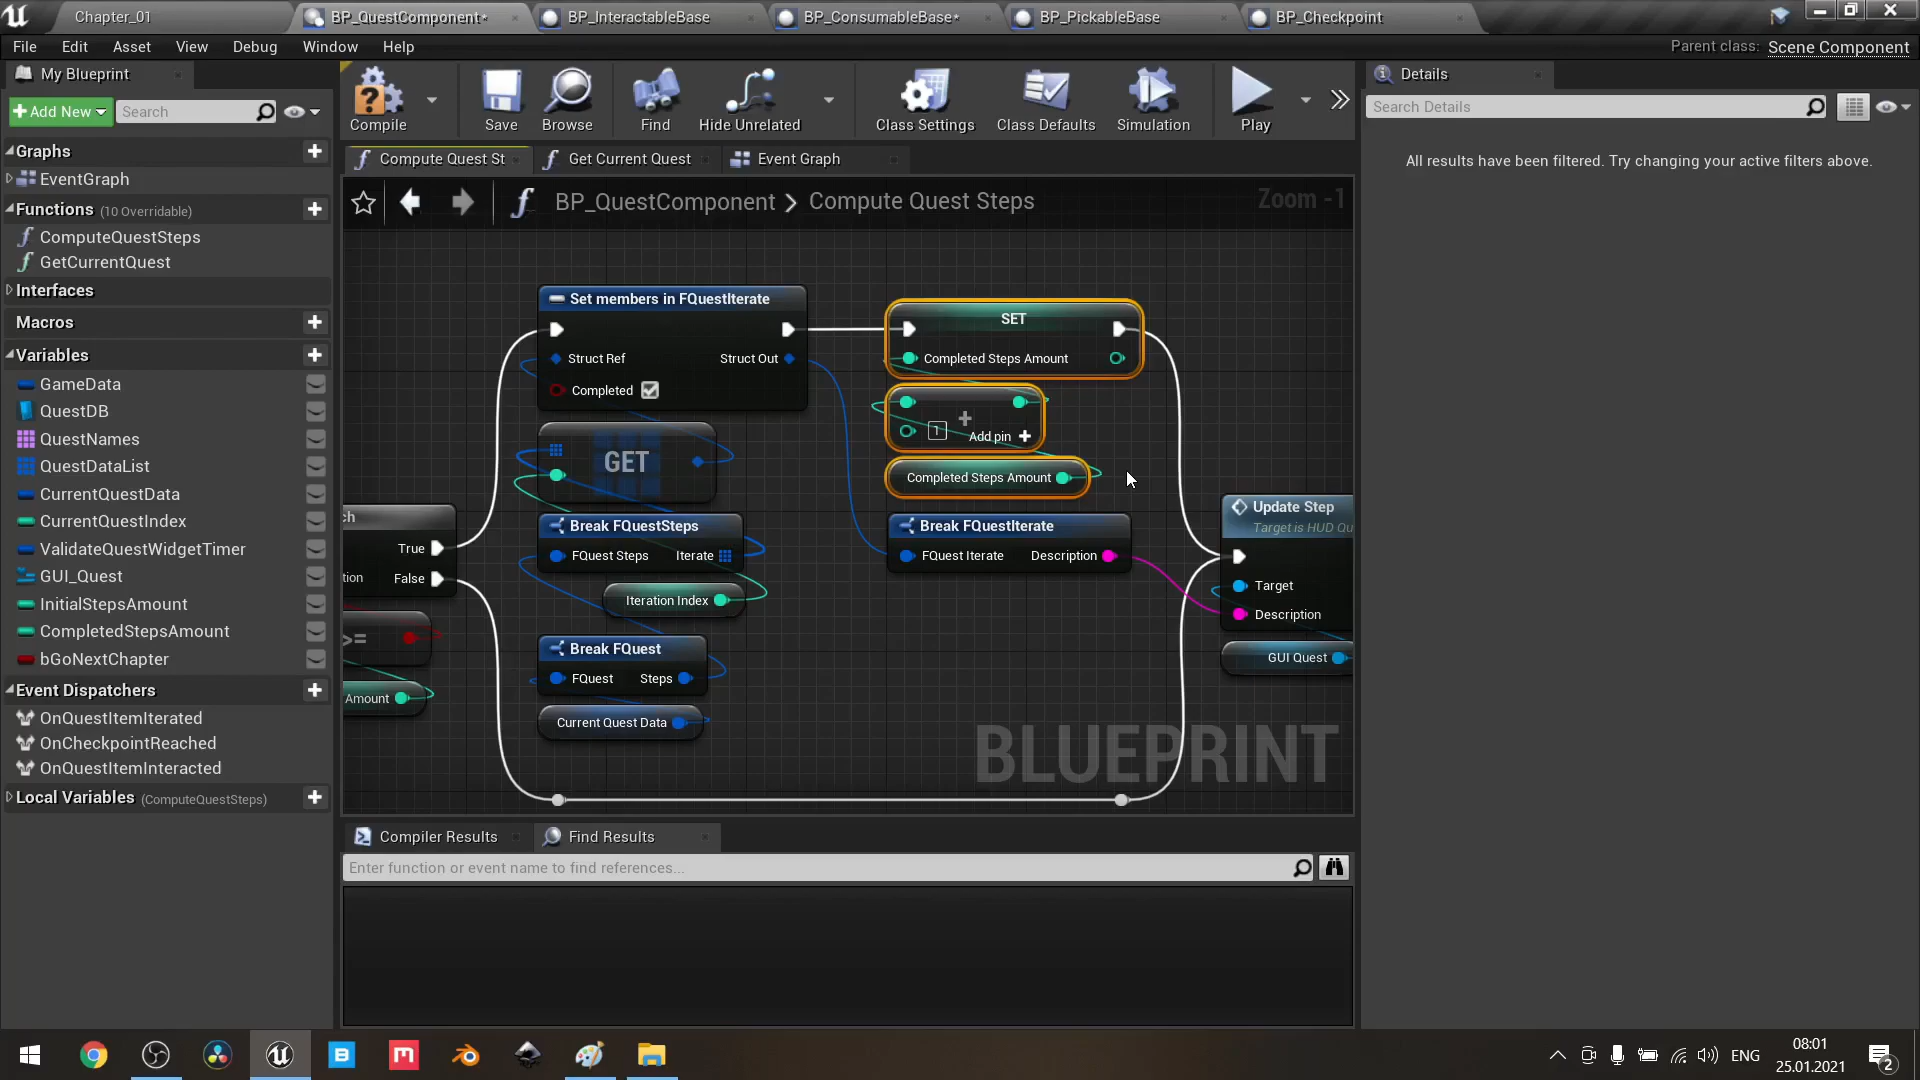 Chapter_01
BP_QuestComponent*
BP_InteractableBase
BP_ConsumableBase*
BP_PickableBase
BP_Checkpoint
File Edit Asset View Debug Window Help
Parent class: Scene Component
My Blueprint
Add New
Search
Graphs
EventGraph
Functions (10 Overridable)
ComputeQuestSteps
GetCurrentQuest
Interfaces
Macros
Variables
GameData
QuestDB
QuestNames
QuestDataList
CurrentQuestData
CurrentQuestIndex
ValidateQuestWidgetTimer
GUI_Quest
InitialStepsAmount
CompletedStepsAmount
bGoNextChapter
Event Dispatchers
OnQuestItemIterated
OnCheckpointReached
OnQuestItemInteracted
Local Variables (ComputeQuestSteps)
Compile
Save
Browse
Find
Hide Unrelated
Class Settings
Class Defaults
Simulation
Play
Compute Quest St
Get Current Quest
Event Graph
BP_QuestComponent > Compute Quest Steps
Zoom -1
ch
True
tion
False
>=
Amount
Set members in FQuestIterate
Struct Ref
Struct Out
Completed
GET
Break FQuestSteps
FQuest Steps
Iterate
Iteration Index
Break FQuest
FQuest
Steps
Current Quest Data
SET
Completed Steps Amount
1
Add pin
Completed Steps Amount
Break FQuestIterate
FQuest Iterate
Description
Update Step
Target is HUD Qu
Target
Description
GUI Quest
BLUEPRINT
Compiler Results
Find Results
Enter function or event name to find references...
Details
Search Details
All results have been filtered. Try changing your active filters above.
ENG
08:01
25.01.2021
2